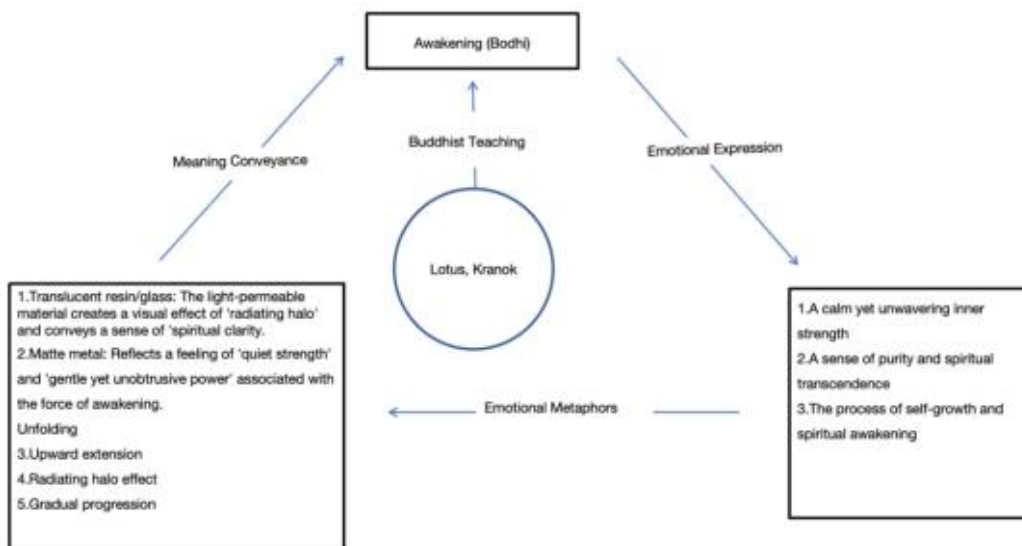 Awakening (Bodhi)
Buddhist Teaching
Meaning Conveyance
Emotional Expression
Lotus, Kranok
1.Translucent resin/glass: The light-permeable
material creates a visual effect of 'radiating halo'
and conveys a sense of 'spiritual clarity.
2.Matte metal: Reflects a feeling of 'quiet strength'
and 'gentle yet unobtrusive power' associated with
the force of awakening.
Unfolding
3.Upward extension
4.Radiating halo effect
5.Gradual progression
Emotional Metaphors
1.A calm yet unwavering inner
strength
2.A sense of purity and spiritual
transcendence
3.The process of self-growth and
spiritual awakening